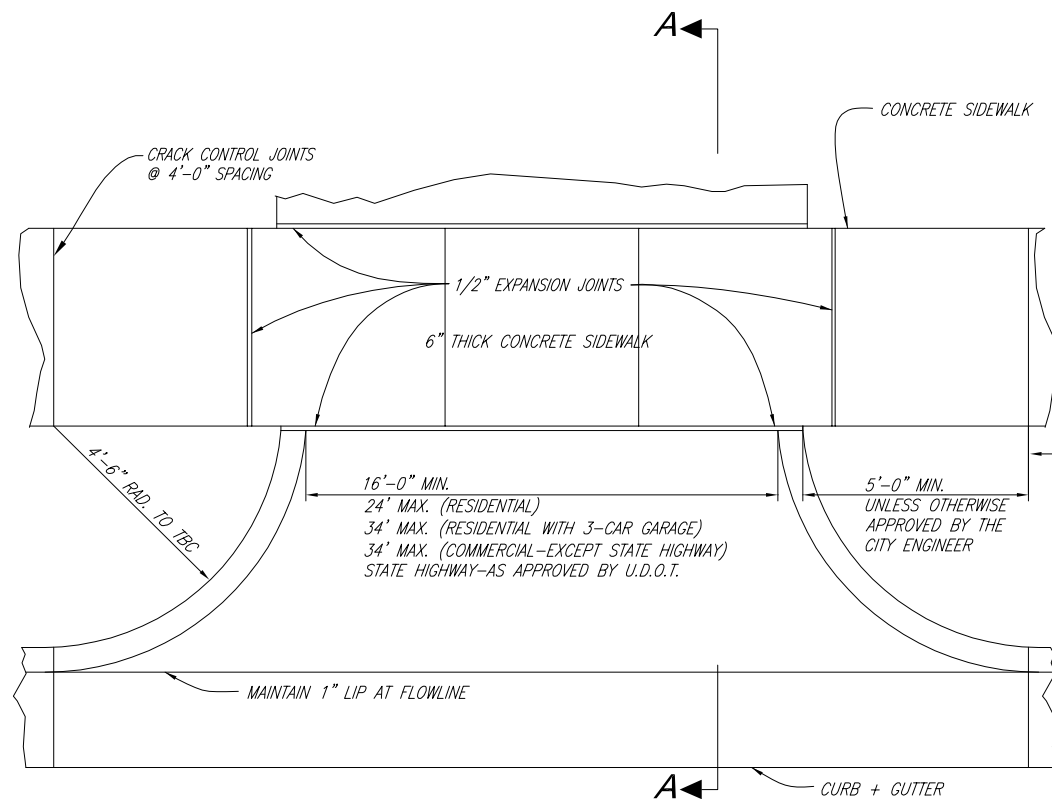 A
CONCRETE SIDEWALK
CRACK CONTROL JOINTS
@ 4'-0" SPACING
1/2" EXPANSION JOINTS
6" THICK CONCRETE SIDEWALK
4'-6" RAD. TO TBC
16'-0" MIN.
24' MAX. (RESIDENTIAL)
34' MAX. (RESIDENTIAL WITH 3-CAR GARAGE)
34' MAX. (COMMERCIAL-EXCEPT STATE HIGHWAY)
STATE HIGHWAY-AS APPROVED BY U.D.O.T.
5'-0" MIN.
UNLESS OTHERWISE
APPROVED BY THE
CITY ENGINEER
MAINTAIN 1" LIP AT FLOWLINE
A
CURB + GUTTER